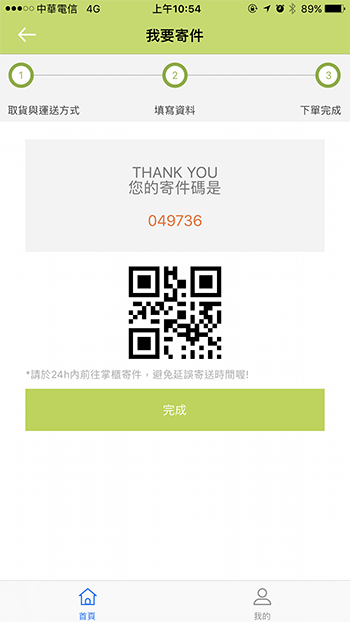 中華電信 4G 上午10:54 89%
我要寄件
1 2 3
取貨與運送方式 填寫資料 下單完成
THANK YOU
您的寄件碼是
049736
*請於24h內前往掌櫃寄件，避免延誤寄送時間喔!
完成
首頁 我的